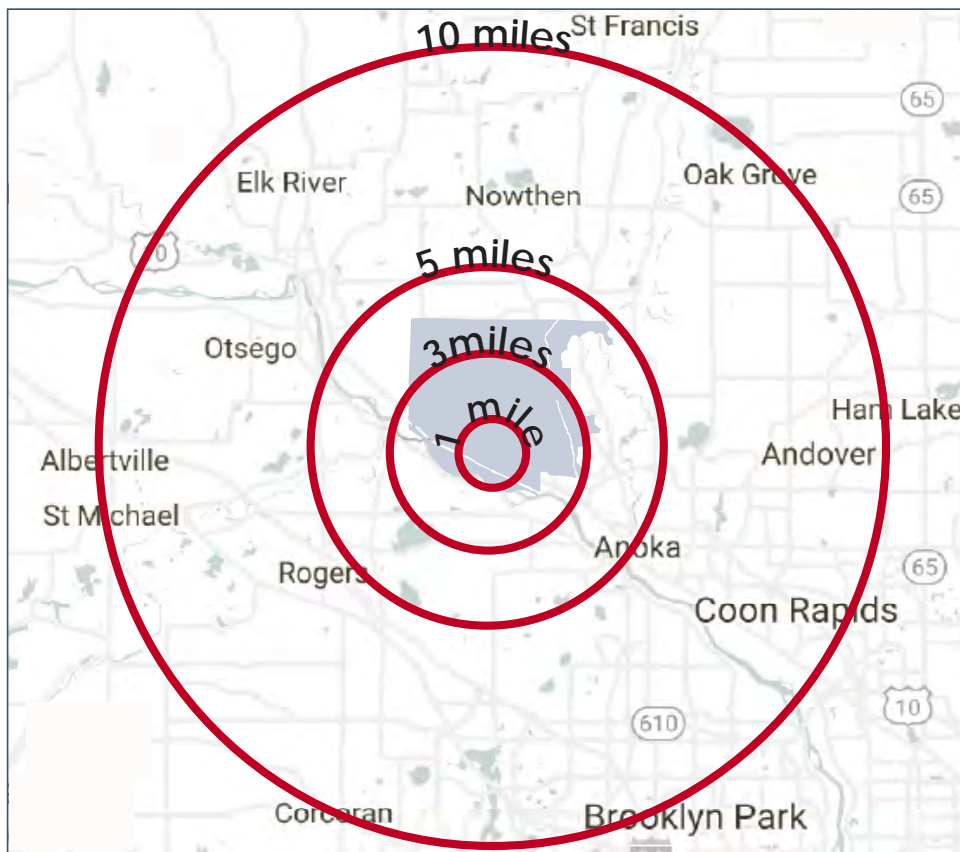 10 miles
St Francis
65
Elk River
Nowthen
Oak Grove
65
10
5 miles
Otsego
3miles
1 mile
Ham Lake
Albertville
Andover
St Michael
Anoka
Rogers
65
Coon Rapids
610
10
Corcoran
Brooklyn Park